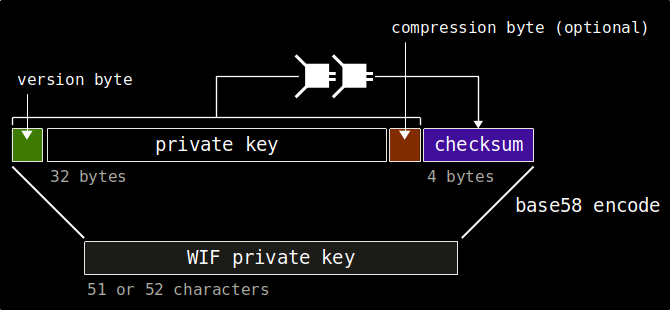 compression byte (optional)
version byte
private key
checksum
32 bytes
4 bytes
base58 encode
WIF private key
51 or 52 characters